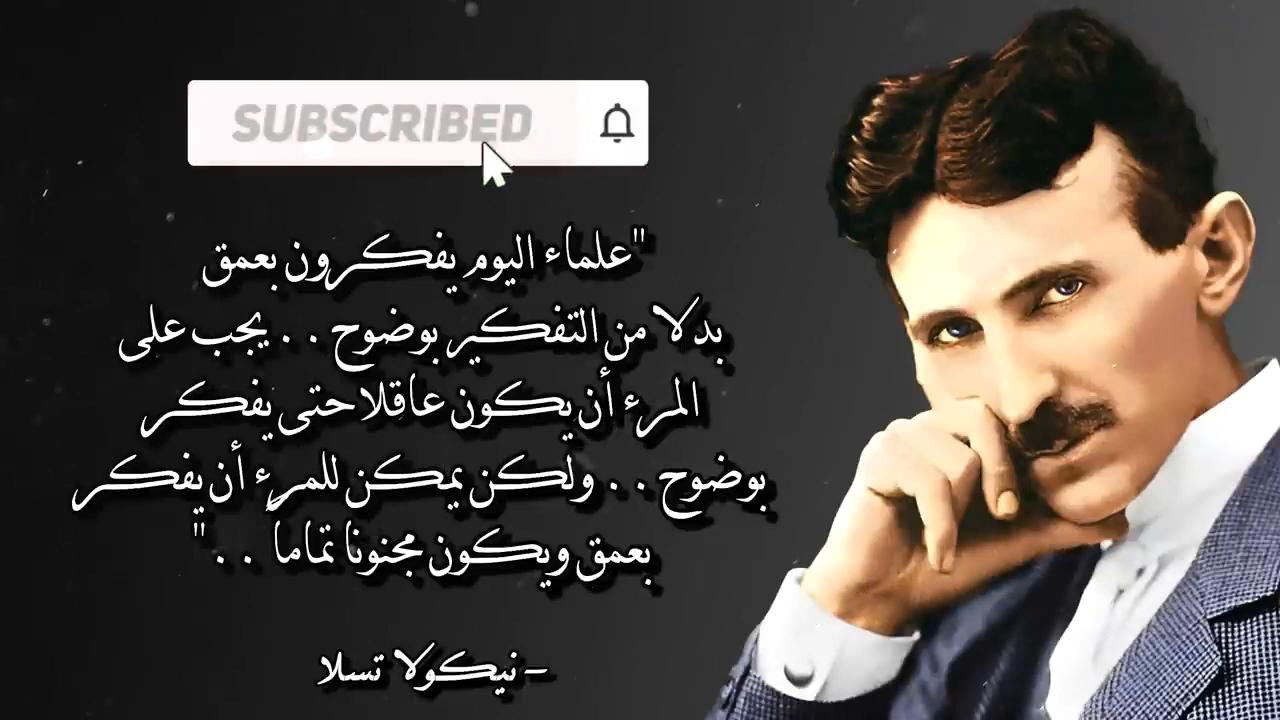 SUBSCRIBED
"علماء اليوم يفكرون بعمق
بدلا من التفكير بوضوح . . يجب على
المرء أن يكون عاقلا حتى يفكر
بوضوح . . ولكن يمكن للمرء أن يفكر
بعمق ويكون مجنونا تماماً . . "
- نيكولا تسلا